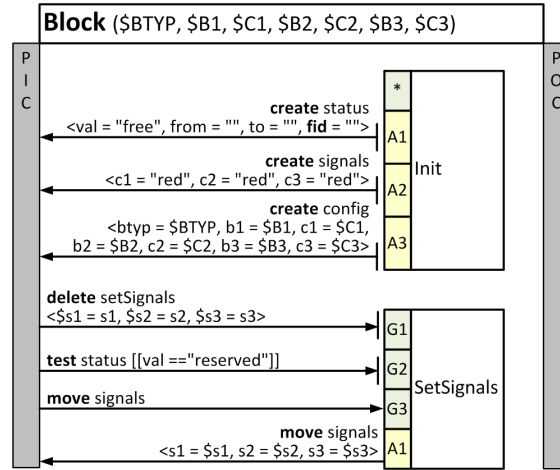 Block ($BTYP, $B1, $C1, $B2, $C2, $B3, $C3)
P
I
C
P
O
C
*
create status
<val = "free", from = "", to = "", fid = "">
A1
create signals
<c1 = "red", c2 = "red", c3 = "red">
A2
Init
create config
<btyp = $BTYP, b1 = $B1, c1 = $C1,
b2 = $B2, c2 = $C2, b3 = $B3, c3 = $C3>
A3
delete setSignals
<$s1 = s1, $s2 = s2, $s3 = s3>
G1
test status [[val =="reserved"]]
G2
SetSignals
move signals
G3
move signals
<s1 = $s1, s2 = $s2, s3 = $s3>
A1